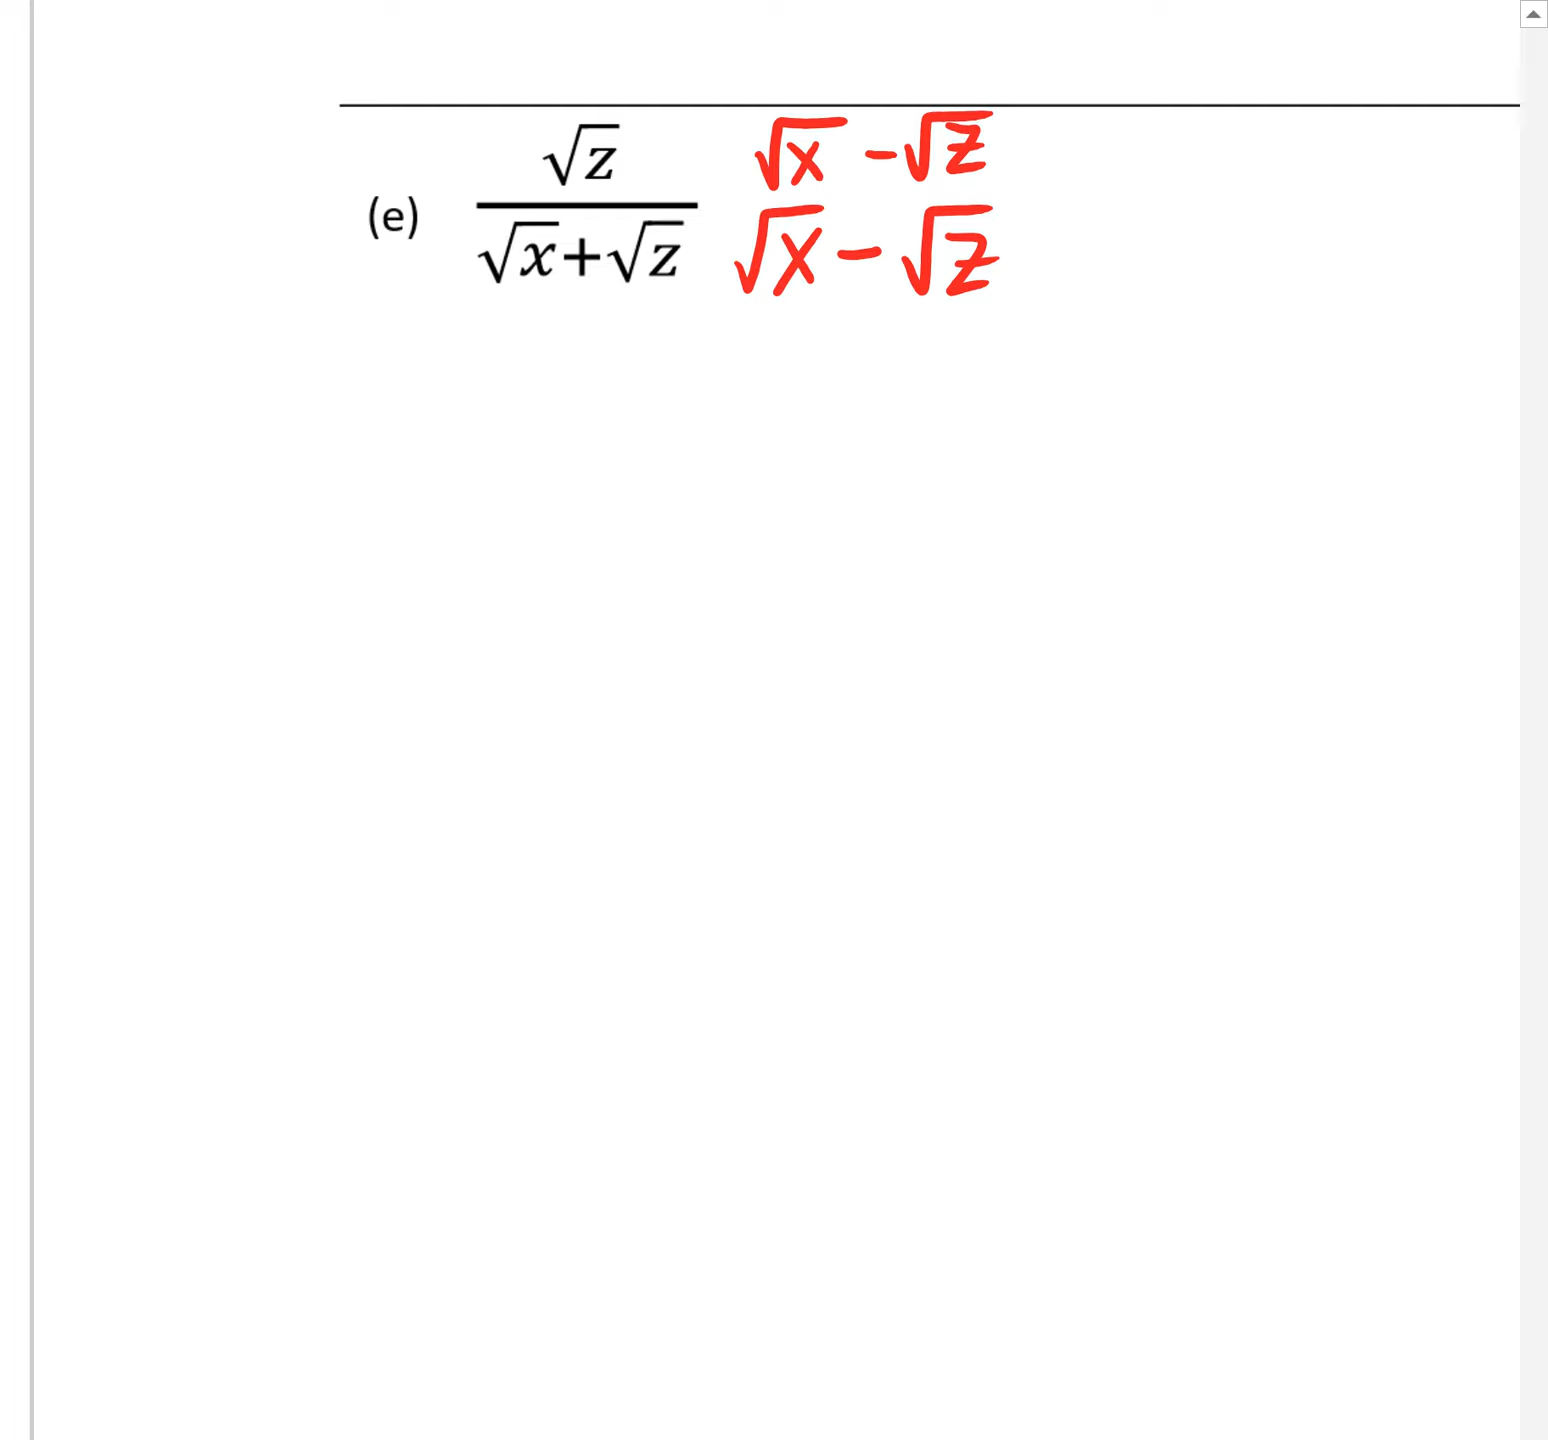 √z √x - √z
(e)
√x+√z √x - √z